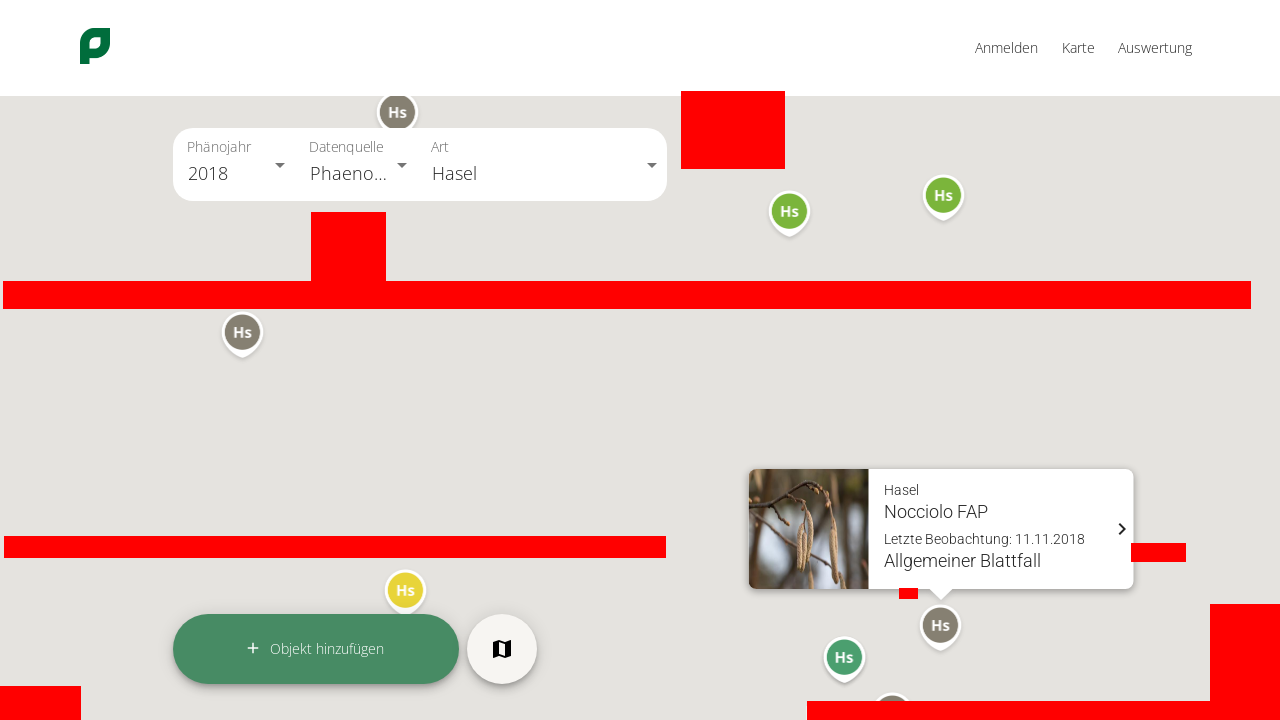 Anmelden Karte Auswertung
Hs
Phänojahr Datenquelle Art
2018 Phaeno... Hasel
Hs
Hs
Hs
Hasel
Nocciolo FAP
Letzte Beobachtung: 11.11.2018
Allgemeiner Blattfall
Hs
Hs
Objekt hinzufügen
Hs